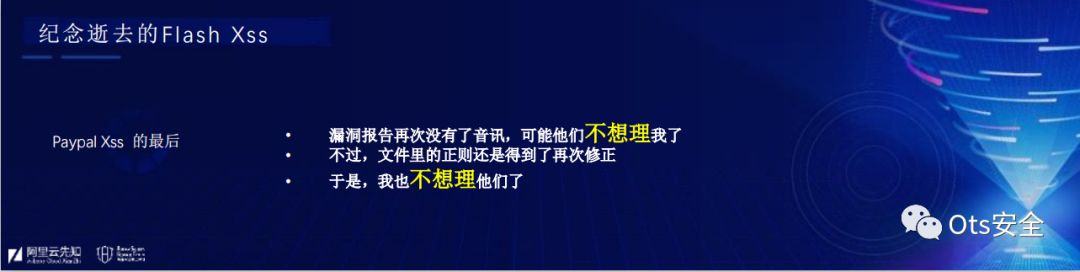 纪念逝去的Flash Xss
Paypal Xss 的最后
• 漏洞报告再次没有了音讯，可能他们不想理我了
• 不过，文件里的正则还是得到了再次修正
• 于是，我也不想理他们了
阿里云先知
Ots安全